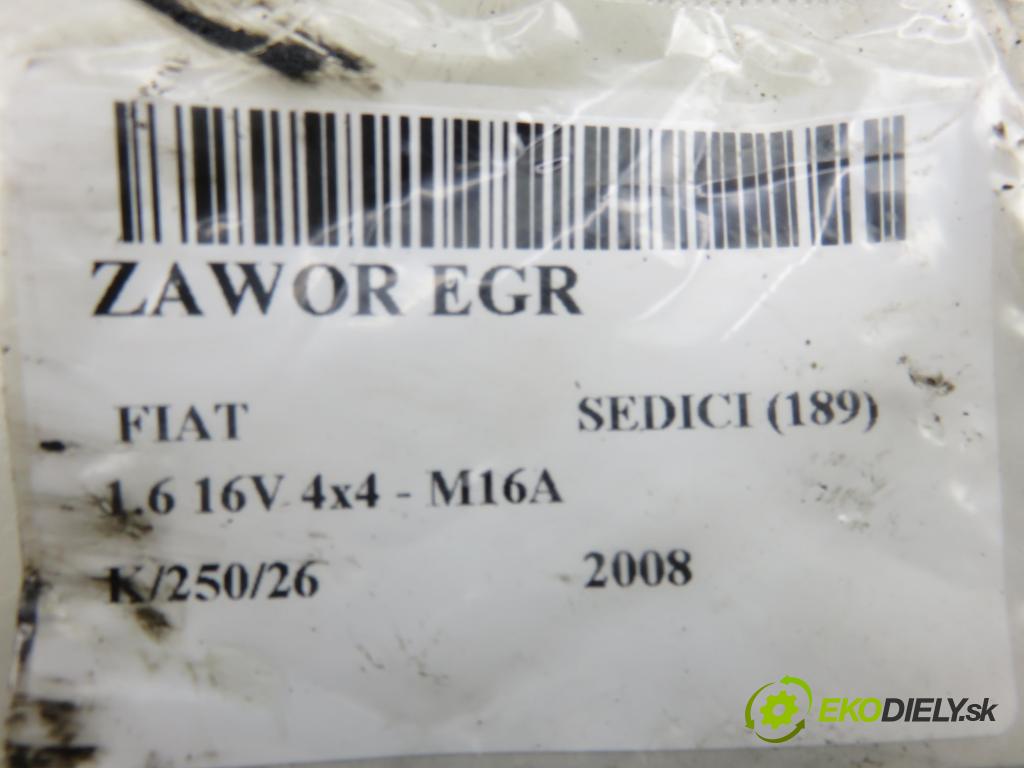 ZAWOR EGR
FIAT SEDICI (189)
1.6 16V 4x4 - M16A
K/250/26 2008
EKODIELY.sk